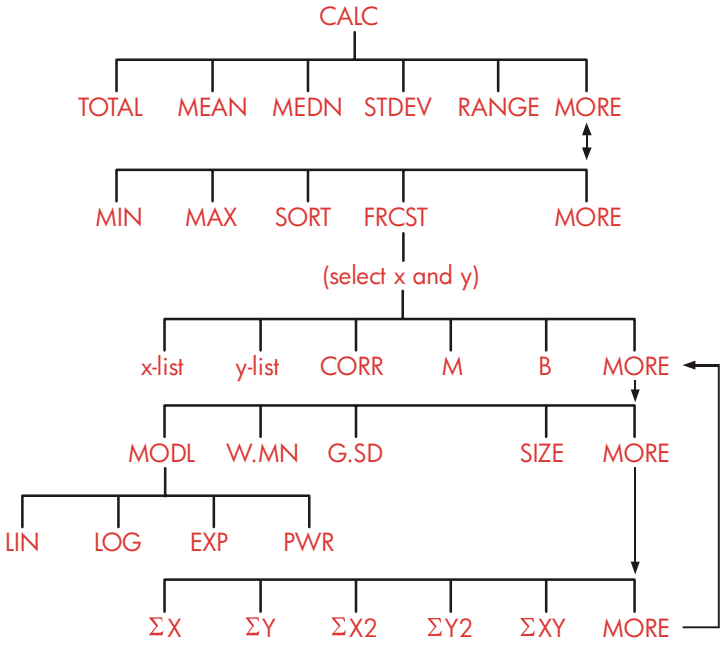 CALC
TOTAL MEAN MEDN STDEV RANGE MORE
MIN MAX SORT FRCST MORE
(select x and y)
x-list y-list CORR M B MORE
MODL W.MN G.SD SIZE MORE
LIN LOG EXP PWR
ΣX ΣY ΣX2 ΣY2 ΣXY MORE